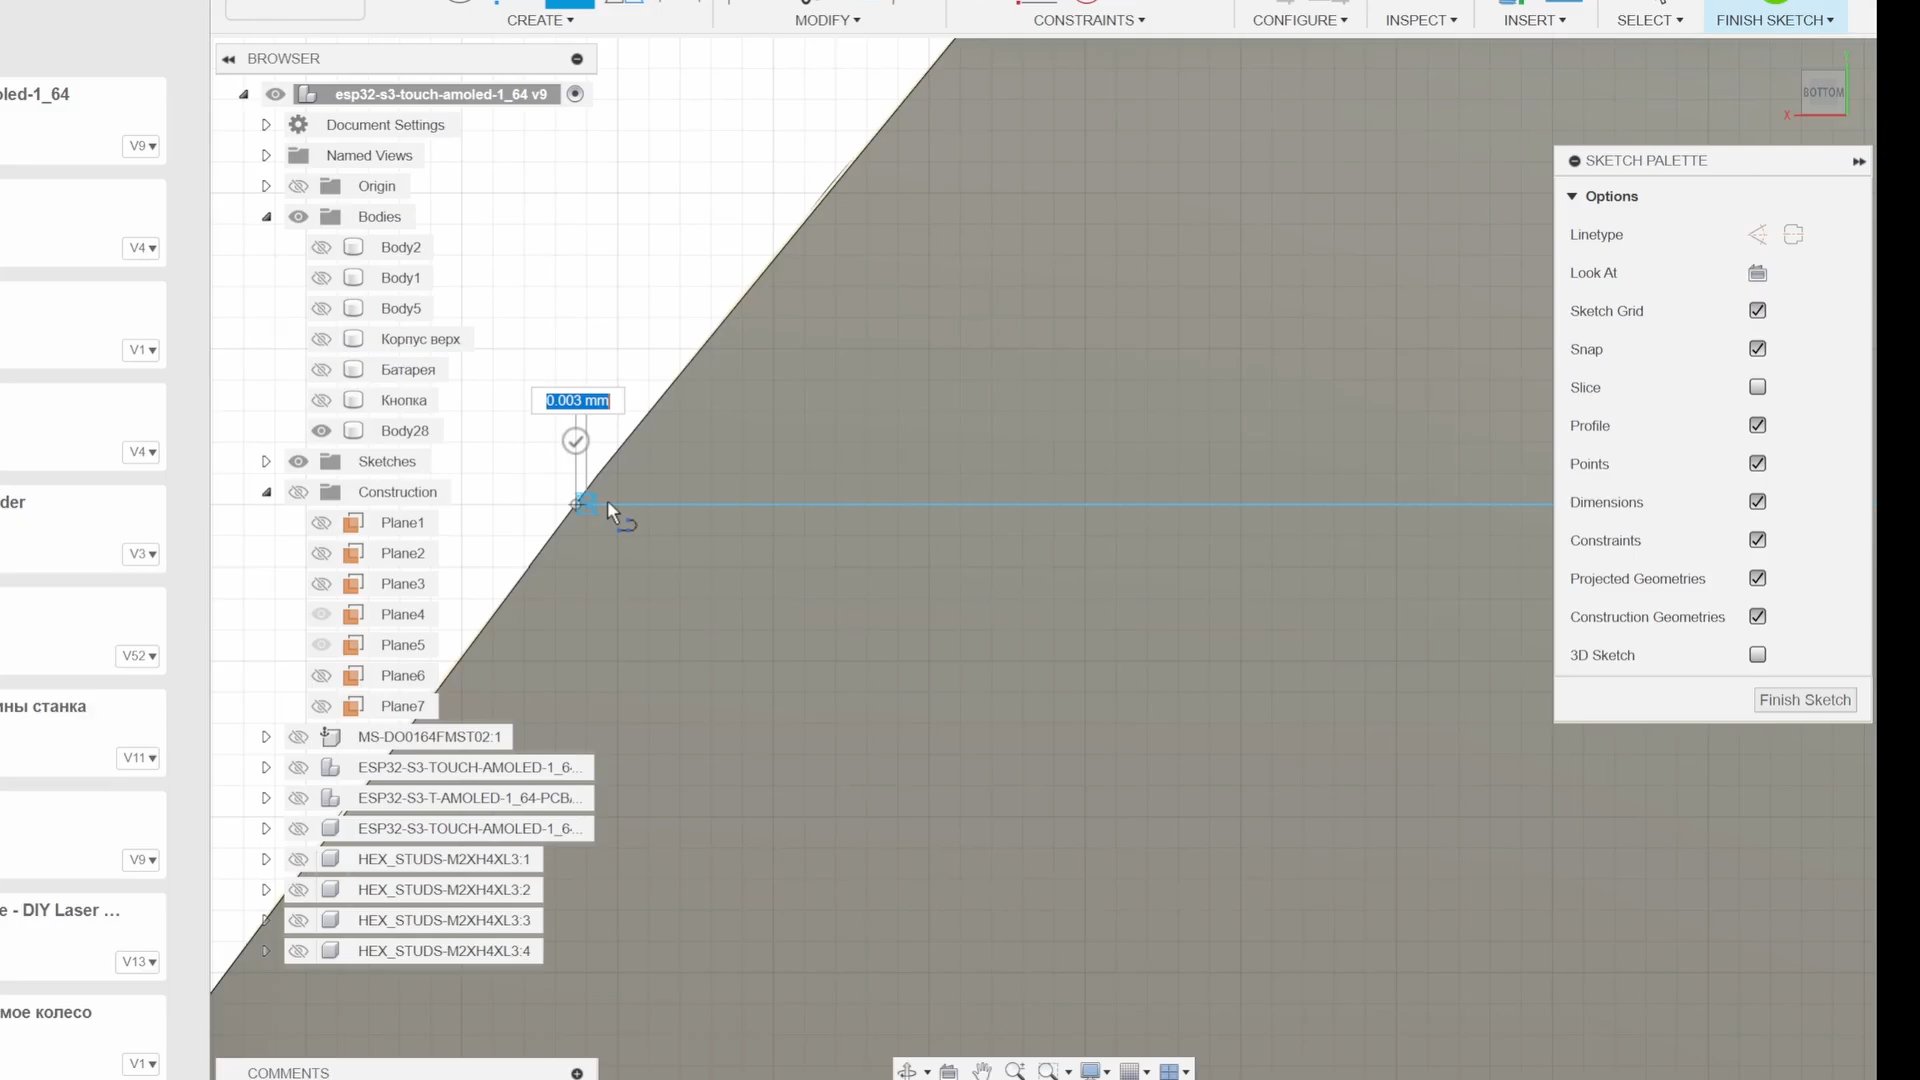 CREATE ▾
MODIFY ▾
CONSTRAINTS ▾
CONFIGURE ▾
INSPECT ▾
INSERT ▾
SELECT ▾
FINISH SKETCH ▾
oled-1_64
V9 ▾
V4 ▾
V1 ▾
V4 ▾
der
V3 ▾
V52 ▾
ины станка
V11 ▾
V9 ▾
e - DIY Laser …
V13 ▾
мое колесо
V1 ▾
BROWSER
esp32-s3-touch-amoled-1_64 v9
Document Settings
Named Views
Origin
Bodies
Body2
Body1
Body5
Корпус верх
Батарея
Кнопка
Body28
Sketches
Construction
Plane1
Plane2
Plane3
Plane4
Plane5
Plane6
Plane7
MS-DO0164FMST02:1
ESP32-S3-TOUCH-AMOLED-1_6-...
ESP32-S3-T-AMOLED-1_64-PCB/...
ESP32-S3-TOUCH-AMOLED-1_6-...
HEX_STUDS-M2XH4XL3:1
HEX_STUDS-M2XH4XL3:2
HEX_STUDS-M2XH4XL3:3
HEX_STUDS-M2XH4XL3:4
COMMENTS
0.003 mm
BOTTOM
X
SKETCH PALETTE
Options
Linetype
Look At
Sketch Grid
Snap
Slice
Profile
Points
Dimensions
Constraints
Projected Geometries
Construction Geometries
3D Sketch
Finish Sketch